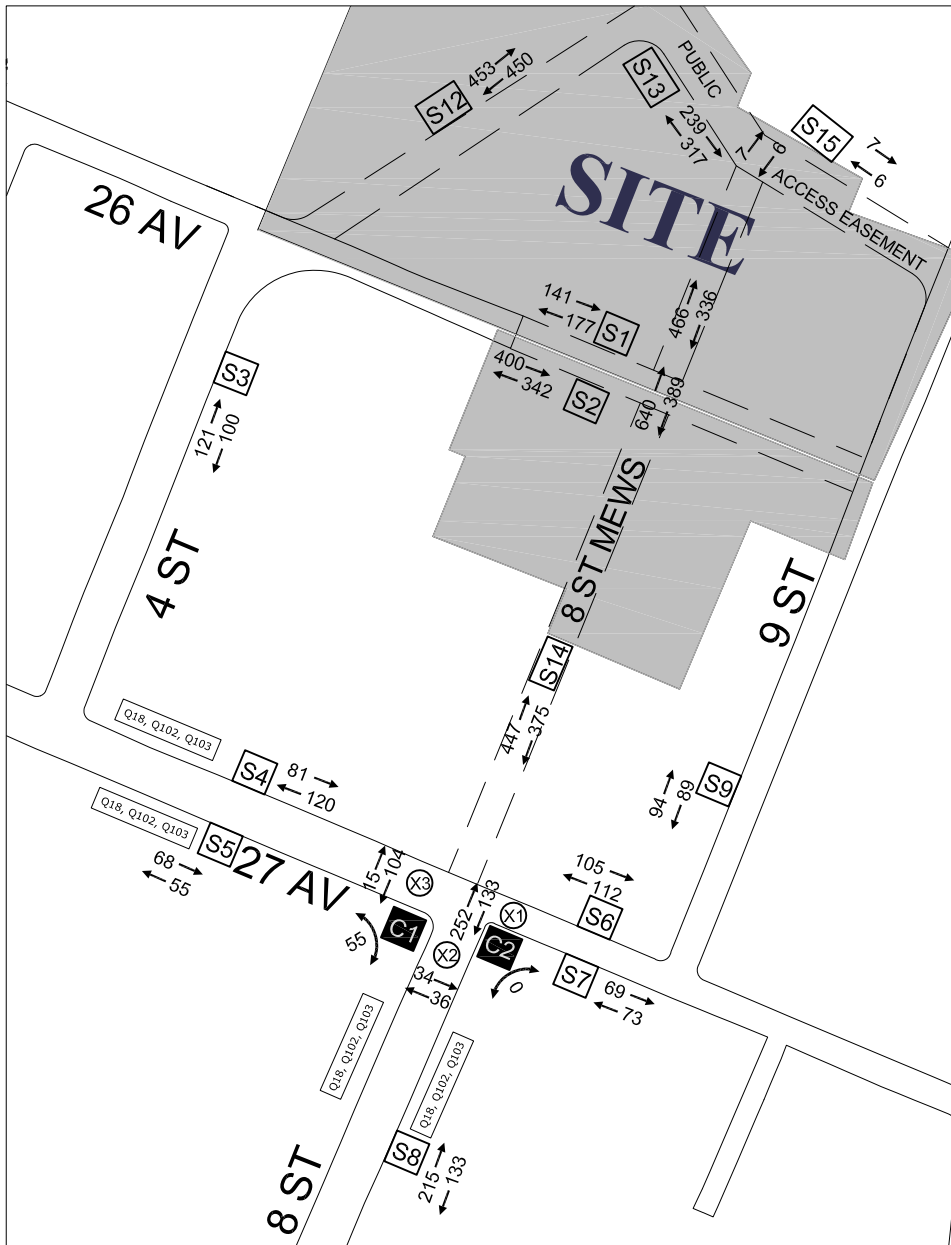 453
450
S12
PUBLIC
S13
239
317
S15
7
6
7
6
ACCESS EASEMENT
SITE
26 AV
141
177
S1
466
336
S3
400
342
S2
640
389
121
100
8 ST MEWS
4 ST
9 ST
S14
447
375
Q18, Q102, Q103
S4
81
120
S9
94
89
Q18, Q102, Q103
S5
68
55
27 AV
15
104
X3
252
133
X1
105
112
S6
C1
55
X2
C2
0
S7
69
73
34
36
Q18, Q102, Q103
Q18, Q102, Q103
S8
215
133
8 ST